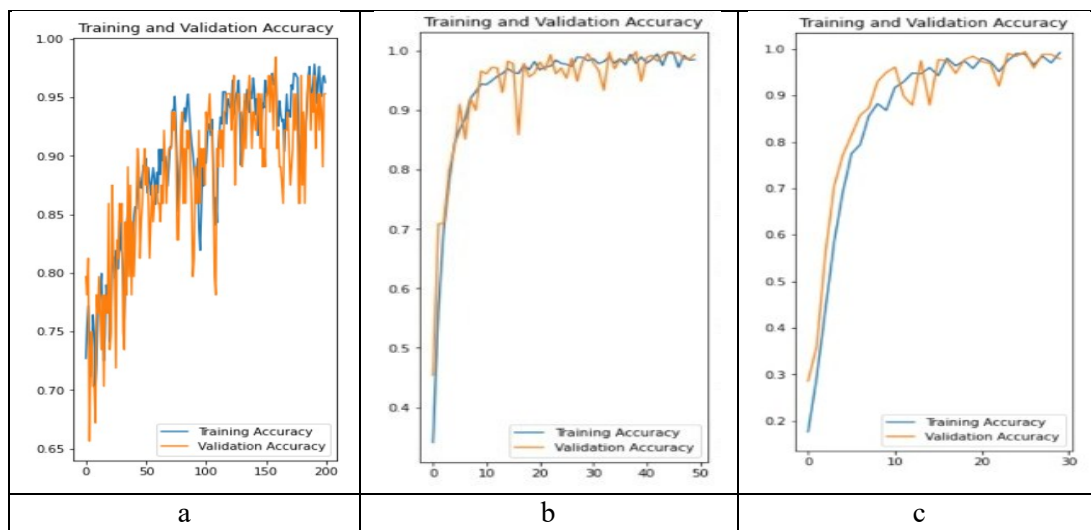 Training and Validation Accuracy
1.00
0.95
0.90
0.85
0.80
0.75
0.70
0.65
0 50 100 150 200
Training Accuracy
Validation Accuracy
a
Training and Validation Accuracy
1.0
0.9
0.8
0.7
0.6
0.5
0.4
0 10 20 30 40 50
Training Accuracy
Validation Accuracy
b
Training and Validation Accuracy
1.0
0.9
0.8
0.7
0.6
0.5
0.4
0.3
0.2
0 10 20 30
Training Accuracy
Validation Accuracy
c